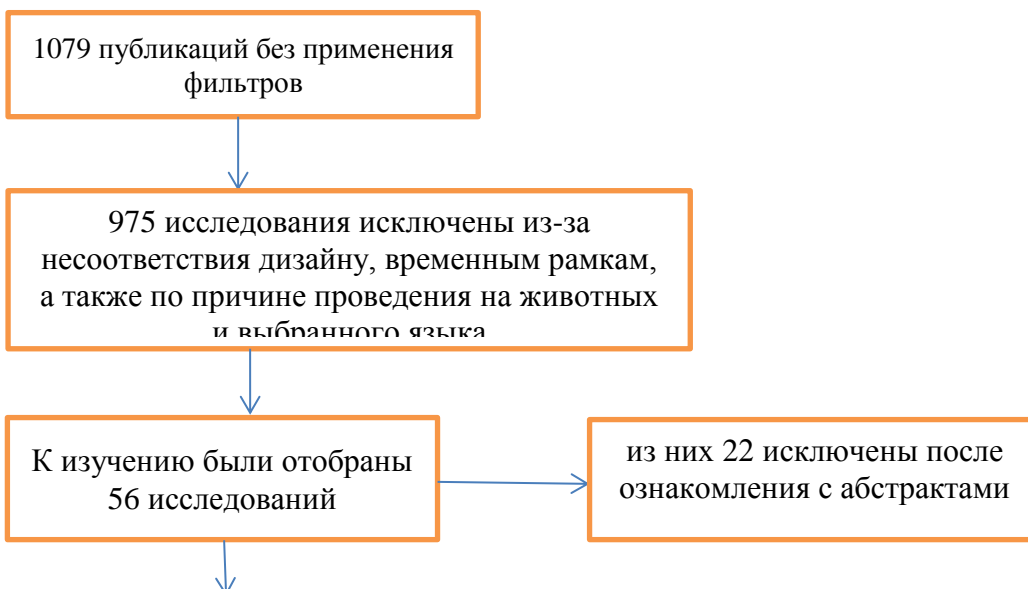 1079 публикаций без применения
фильтров
975 исследования исключены из-за
несоответствия дизайну, временным рамкам,
а также по причине проведения на животных
и выбранного языка
К изучению были отобраны
56 исследований
из них 22 исключены после
ознакомления с абстрактами